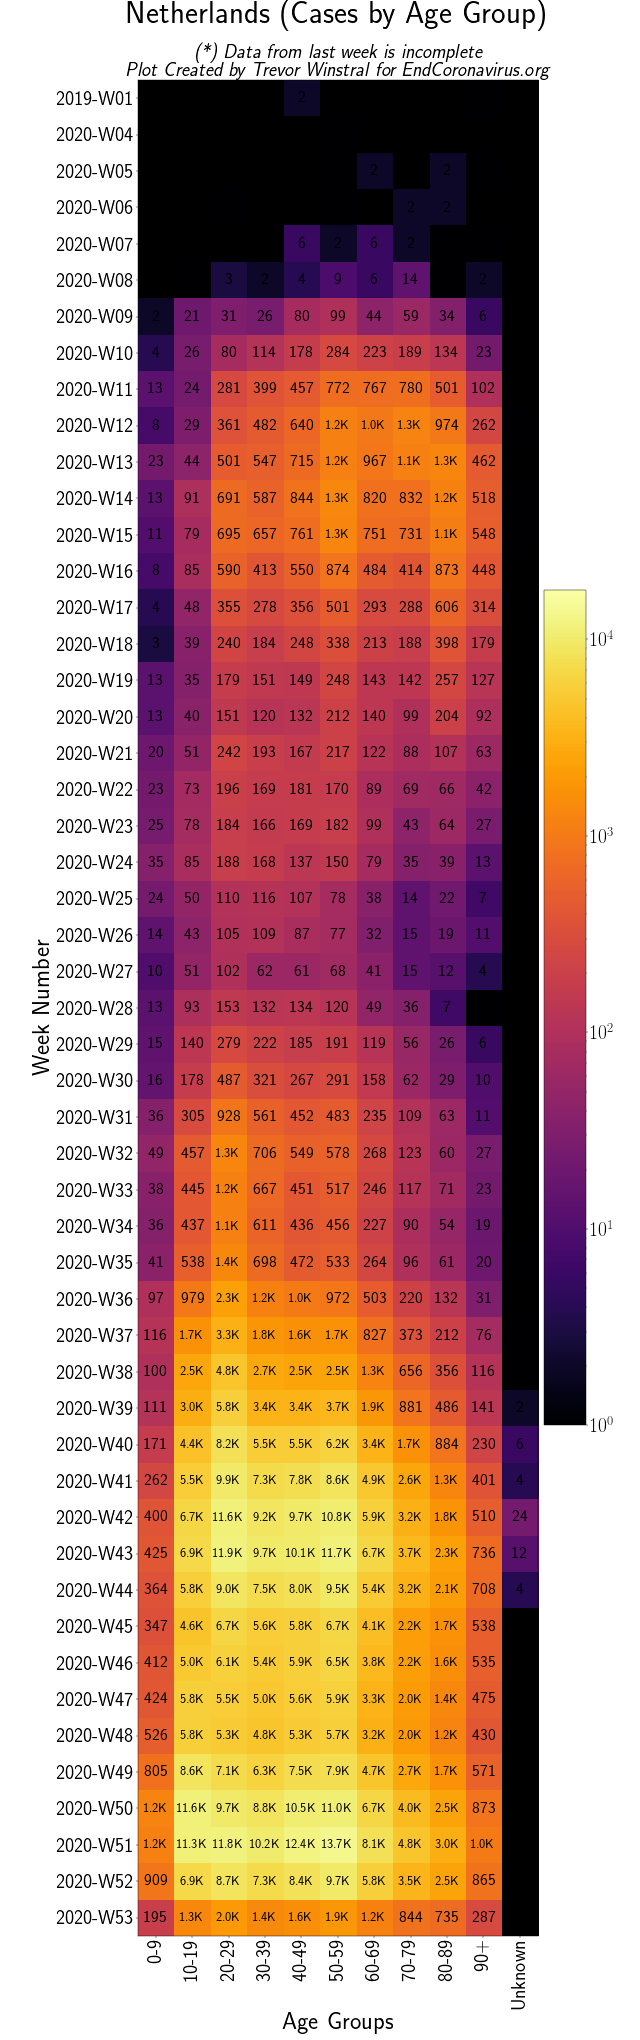 Netherlands (Cases by Age Group)
(*) Data from last week is incomplete
Plot Created by Trevor Winstral for EndCoronavirus.org
2019-W01 2
2020-W04
2020-W05 2 2
2020-W06 2 2
2020-W07 6 2 6 2
2020-W08 3 2 4 9 6 14 2
2020-W09 2 21 31 26 80 99 44 59 34 6
2020-W10 4 26 80 114 178 284 223 189 134 23
2020-W11 13 24 281 399 457 772 767 780 501 102
2020-W12 8 29 361 482 640 1.2K 1.0K 1.3K 974 262
2020-W13 23 44 501 547 715 1.2K 967 1.1K 1.3K 462
2020-W14 13 91 691 587 844 1.3K 820 832 1.2K 518
2020-W15 11 79 695 657 761 1.3K 751 731 1.1K 548
2020-W16 8 85 590 413 550 874 484 414 873 448
2020-W17 4 48 355 278 356 501 293 288 606 314
2020-W18 3 39 240 184 248 338 213 188 398 179
2020-W19 13 35 179 151 149 248 143 142 257 127
2020-W20 13 40 151 120 132 212 140 99 204 92
2020-W21 20 51 242 193 167 217 122 88 107 63
2020-W22 23 73 196 169 181 170 89 69 66 42
2020-W23 25 78 184 166 169 182 99 43 64 27
2020-W24 35 85 188 168 137 150 79 35 39 13
2020-W25 24 50 110 116 107 78 38 14 22 7
2020-W26 14 43 105 109 87 77 32 15 19 11
2020-W27 10 51 102 62 61 68 41 15 12 4
2020-W28 13 93 153 132 134 120 49 36 7
2020-W29 15 140 279 222 185 191 119 56 26 6
2020-W30 16 178 487 321 267 291 158 62 29 10
2020-W31 36 305 928 561 452 483 235 109 63 11
2020-W32 49 457 1.3K 706 549 578 268 123 60 27
2020-W33 38 445 1.2K 667 451 517 246 117 71 23
2020-W34 36 437 1.1K 611 436 456 227 90 54 19
2020-W35 41 538 1.4K 698 472 533 264 96 61 20
2020-W36 97 979 2.3K 1.2K 1.0K 972 503 220 132 31
2020-W37 116 1.7K 3.3K 1.8K 1.6K 1.7K 827 373 212 76
2020-W38 100 2.5K 4.8K 2.7K 2.5K 2.5K 1.3K 656 356 116
2020-W39 111 3.0K 5.8K 3.4K 3.4K 3.7K 1.9K 881 486 141 2
2020-W40 171 4.4K 8.2K 5.5K 5.5K 6.2K 3.4K 1.7K 884 230 6
2020-W41 262 5.5K 9.9K 7.3K 7.8K 8.6K 4.9K 2.6K 1.3K 401 4
2020-W42 400 6.7K 11.6K 9.2K 9.7K 10.8K 5.9K 3.2K 1.8K 510 24
2020-W43 425 6.9K 11.9K 9.7K 10.1K 11.7K 6.7K 3.7K 2.3K 736 12
2020-W44 364 5.8K 9.0K 7.5K 8.0K 9.5K 5.4K 3.2K 2.1K 708 4
2020-W45 347 4.6K 6.7K 5.6K 5.8K 6.7K 4.1K 2.2K 1.7K 538
2020-W46 412 5.0K 6.1K 5.4K 5.9K 6.5K 3.8K 2.2K 1.6K 535
2020-W47 424 5.8K 5.5K 5.0K 5.6K 5.9K 3.3K 2.0K 1.4K 475
2020-W48 526 5.8K 5.3K 4.8K 5.3K 5.7K 3.2K 2.0K 1.2K 430
2020-W49 805 8.6K 7.1K 6.3K 7.5K 7.9K 4.7K 2.7K 1.7K 571
2020-W50 1.2K 11.6K 9.7K 8.8K 10.5K 11.0K 6.7K 4.0K 2.5K 873
2020-W51 1.2K 11.3K 11.8K 10.2K 12.4K 13.7K 8.1K 4.8K 3.0K 1.0K
2020-W52 909 6.9K 8.7K 7.3K 8.4K 9.7K 5.8K 3.5K 2.5K 865
2020-W53 195 1.3K 2.0K 1.4K 1.6K 1.9K 1.2K 844 735 287
0-9 10-19 20-29 30-39 40-49 50-59 60-69 70-79 80-89 90+ Unknown
Age Groups
Week Number
10⁴
10³
10²
10¹
10⁰